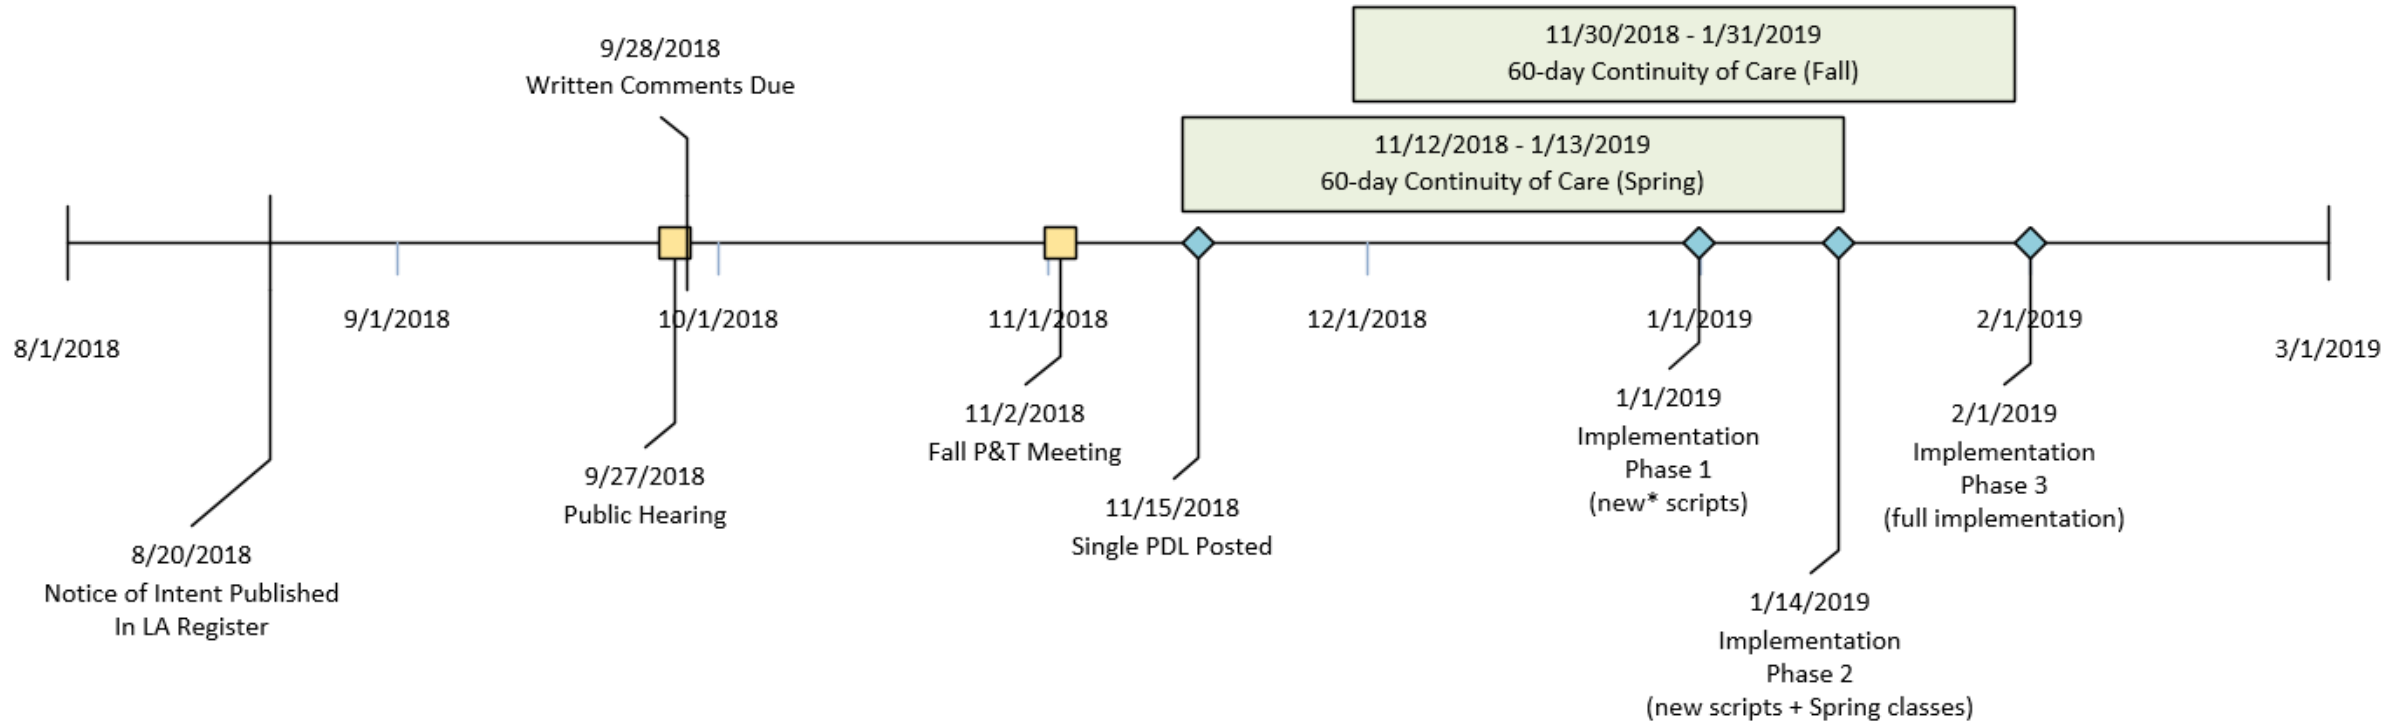 11/30/2018 - 1/31/2019
60-day Continuity of Care (Fall)
9/28/2018
Written Comments Due
11/12/2018 - 1/13/2019
60-day Continuity of Care (Spring)
8/1/2018
9/1/2018
10/1/2018
11/1/2018
12/1/2018
1/1/2019
2/1/2019
3/1/2019
8/20/2018
Notice of Intent Published
In LA Register
9/27/2018
Public Hearing
11/2/2018
Fall P&T Meeting
11/15/2018
Single PDL Posted
1/1/2019
Implementation
Phase 1
(new* scripts)
1/14/2019
Implementation
Phase 2
(new scripts + Spring classes)
2/1/2019
Implementation
Phase 3
(full implementation)